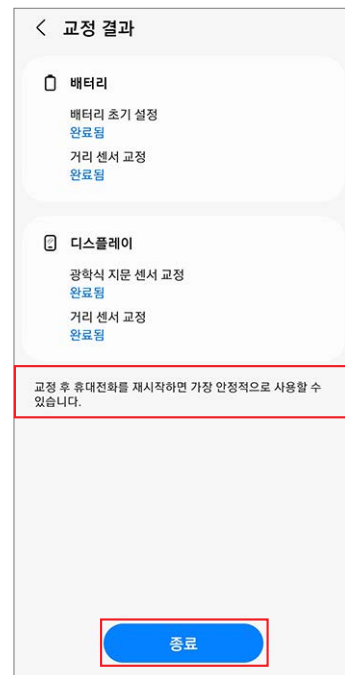 교정 결과
배터리
배터리 초기 설정
완료됨
거리 센서 교정
완료됨
디스플레이
광학식 지문 센서 교정
완료됨
거리 센서 교정
완료됨
교정 후 휴대전화를 재시작하면 가장 안정적으로 사용할 수
있습니다.
종료